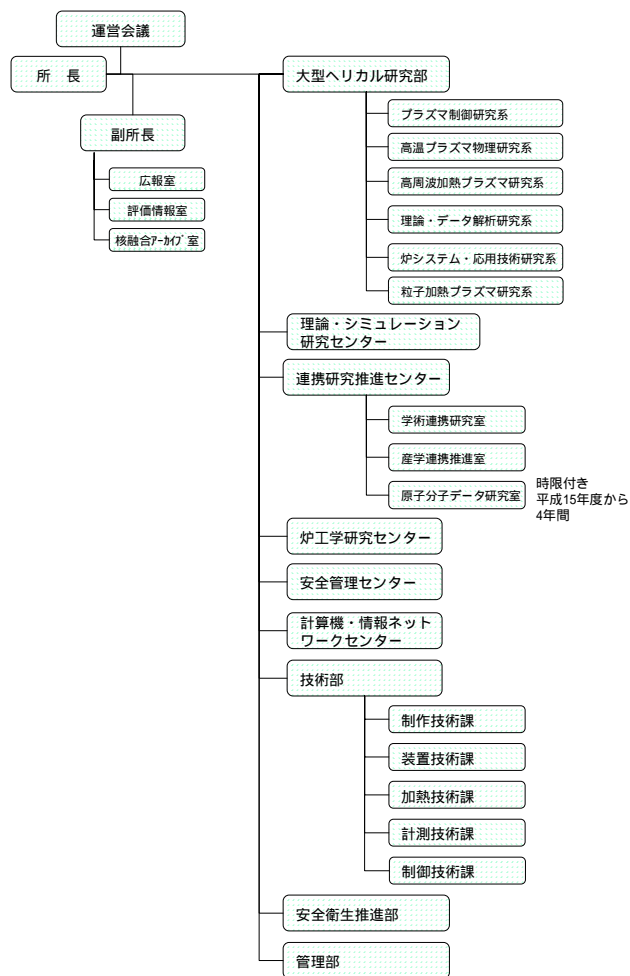 運営会議
所　長
副所長
広報室
評価情報室
核融合ｱｰｶｲﾌﾞ室
大型ヘリカル研究部
プラズマ制御研究系
高温プラズマ物理研究系
高周波加熱プラズマ研究系
理論・データ解析研究系
炉システム・応用技術研究系
粒子加熱プラズマ研究系
理論・シミュレーション
研究センター
連携研究推進センター
学術連携研究室
産学連携推進室
原子分子データ研究室
時限付き
平成15年度から
4年間
炉工学研究センター
安全管理センター
計算機・情報ネット
ワークセンター
技術部
制作技術課
装置技術課
加熱技術課
計測技術課
制御技術課
安全衛生推進部
管理部